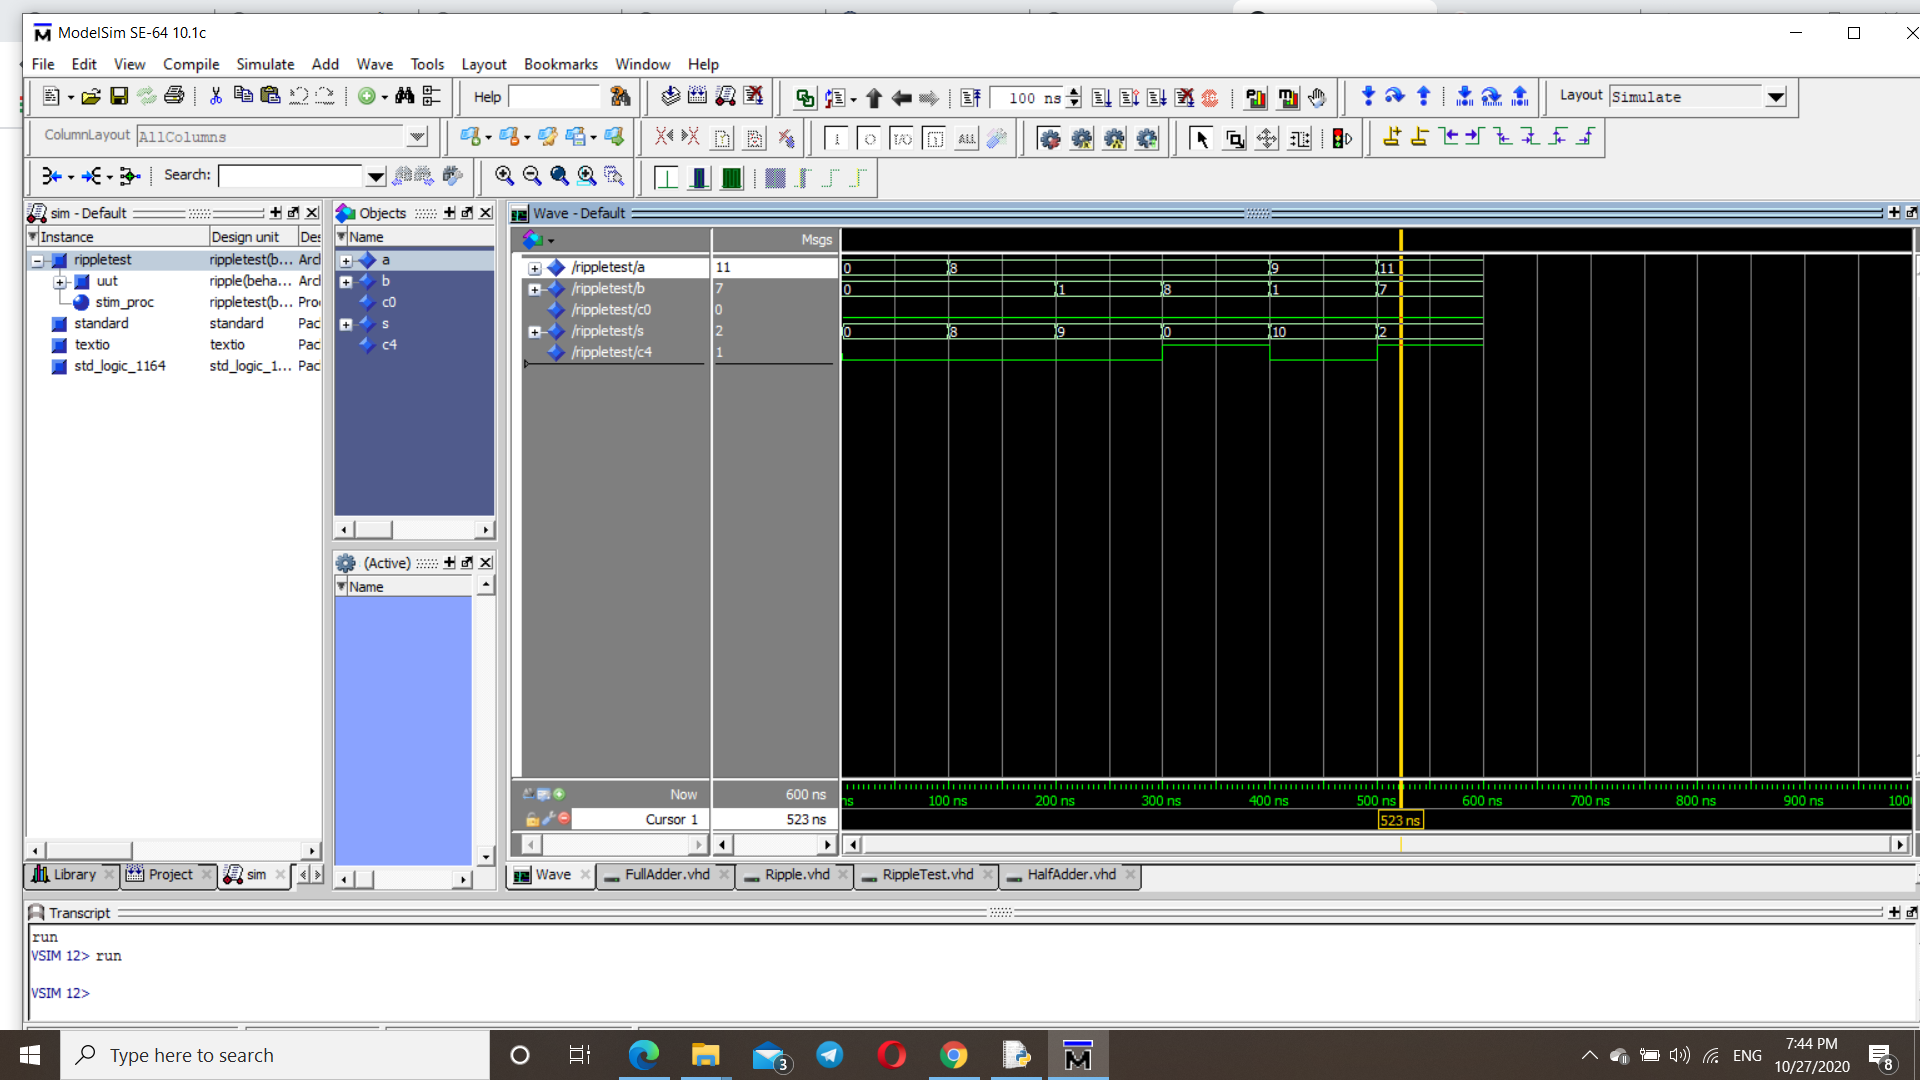 ModelSim SE-64 10.1c
File Edit View Compile Simulate Add Wave Tools Layout Bookmarks Window Help
Help 100 ns Layout Simulate
ColumnLayout AllColumns
Search:
sim - Default
Instance Design unit
rippletest rippletest(b... Arcl
uut ripple(beha... Arcl
stim_proc rippletest(b... Pro
standard standard Pac
textio textio Pac
std_logic_1164 std_logic_1... Pac
Objects
Name
a
b
c0
s
c4
(Active)
Name
Wave - Default
Msgs
/rippletest/a 11 0 8 9 11
/rippletest/b 7 0 1 8 1 7
/rippletest/c0 0
/rippletest/s 2 0 8 9 0 10 2
/rippletest/c4 1
Now 600 ns
ns 100 ns 200 ns 300 ns 400 ns 500 ns 600 ns 700 ns 800 ns 900 ns 100
Cursor 1 523 ns 523 ns
Library Project sim
Wave FullAdder.vhd Ripple.vhd RippleTest.vhd HalfAdder.vhd
Transcript
run
VSIM 12> run
VSIM 12>
Type here to search
3
ENG
7:44 PM
10/27/2020
8